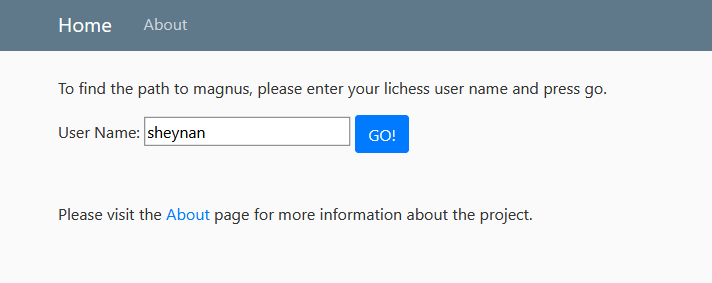 Home About
To find the path to magnus, please enter your lichess user name and press go.
User Name: sheynan GO!
Please visit the About page for more information about the project.